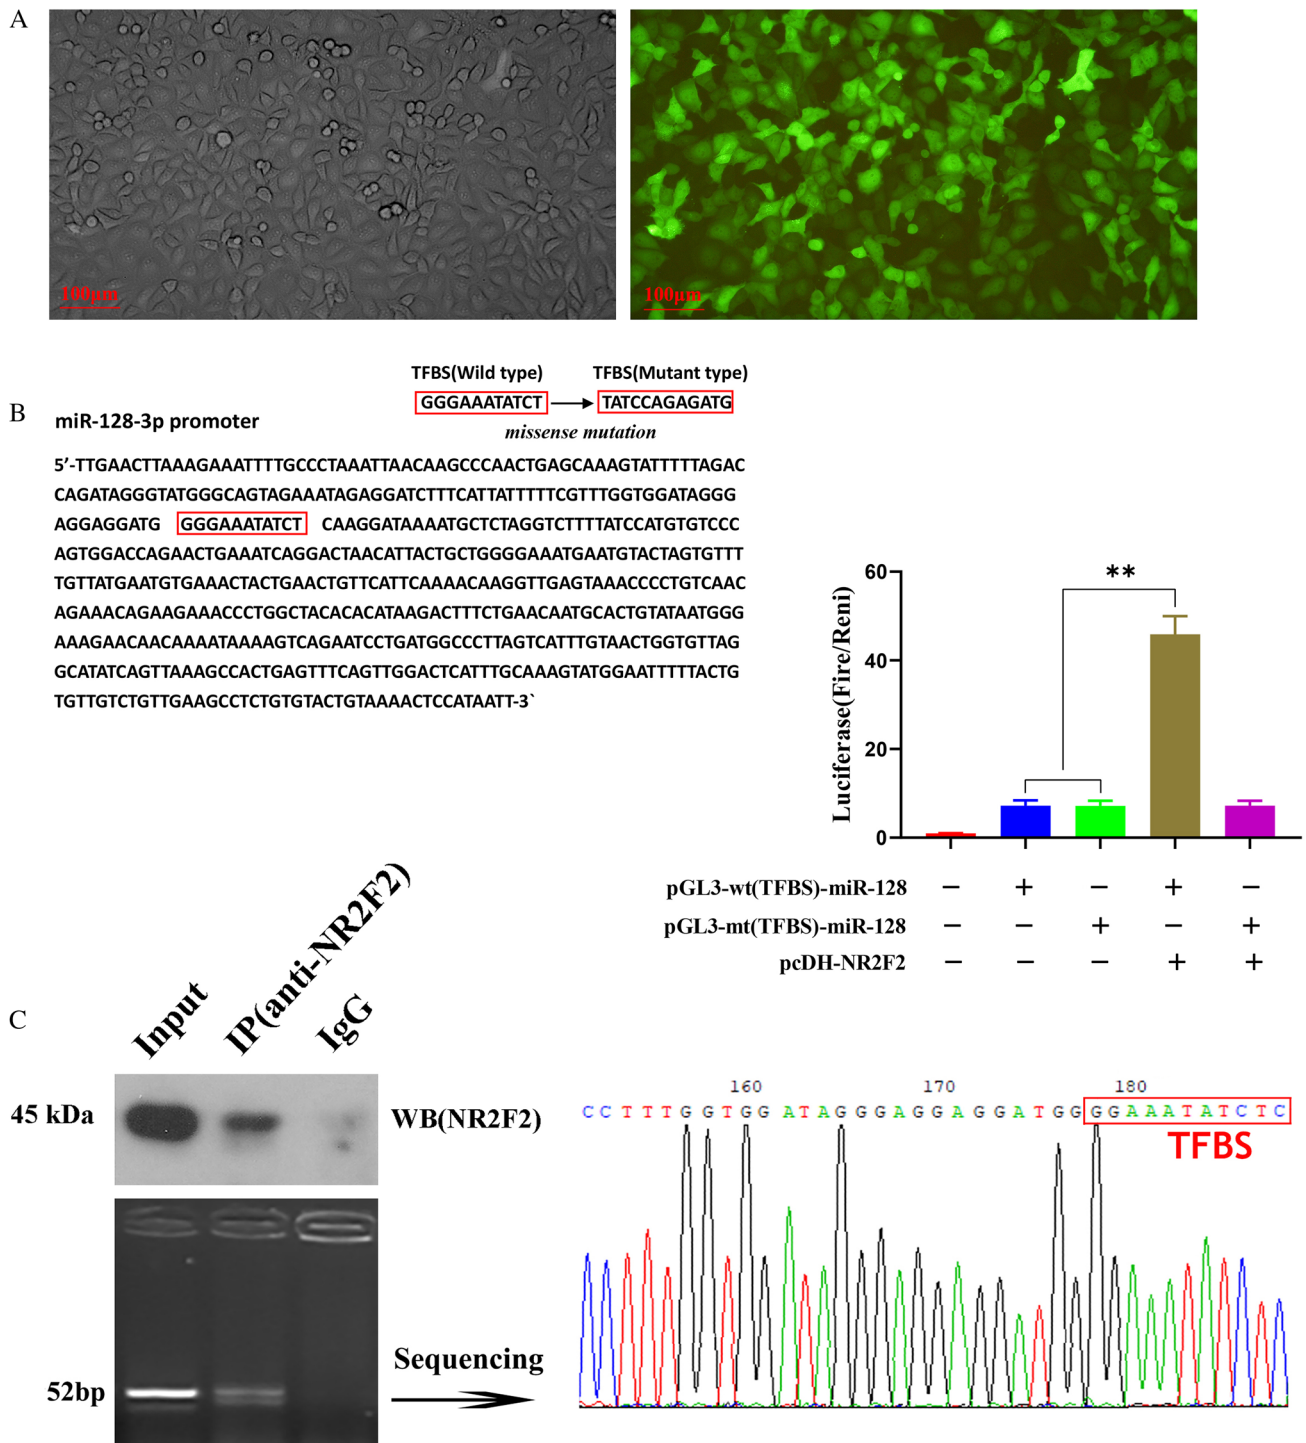 A
100μm
100μm
B
TFBS(Wild type)
TFBS(Mutant type)
GGGAAATATCT
TATCCAGAGATG
missense mutation
miR-128-3p promoter
5’-TTGAACTTAAAGAAATTTTGCCCTAAATTAACAAGCCCAACTGAGCAAAGTATTTTTAGAC
CAGATAGGGTATGGGCAGTAGAAATAGAGGATCTTTCATTATTTTTCGTTTGGTGGATAGGG
AGGAGGATG GGGAAATATCT CAAGGATAAAATGCTCTAGGTCTTTTATCCATGTGTCCC
AGTGGACCAGAACTGAAATCAGGACTAACATTACTGCTGGGGAAATGAATGTACTAGTGTTT
TGTTATGAATGTGAAACTACTGAACTGTTCATTCAAAACAAGGTTGAGTAAACCCCTGTCAAC
AGAAACAGAAGAAACCCTGGCTACACACATAAGACTTTCTGAACAATGCACTGTATAATGGG
AAAGAACAACAAAATAAAAGTCAGAATCCTGATGGCCCTTAGTCATTTGTAACTGGTGTTAG
GCATATCAGTTAAAGCCACTGAGTTTCAGTTGGACTCATTTGCAAAGTATGGAATTTTTACTG
TGTTGTCTGTTGAAGCCTCTGTGTACTGTAAAACTCCATAATT-3`
Luciferase(Fire/Reni)
60
40
20
0
**
pGL3-wt(TFBS)-miR-128 − + − + −
pGL3-mt(TFBS)-miR-128 − − + − +
pcDH-NR2F2 − − − + +
C
Input
IP(anti-NR2F2)
IgG
45 kDa
WB(NR2F2)
52bp
Sequencing
160 170 180
CCTTTGGTGGATAGGGAGGAGGATGGGGAAATATCTC
TFBS